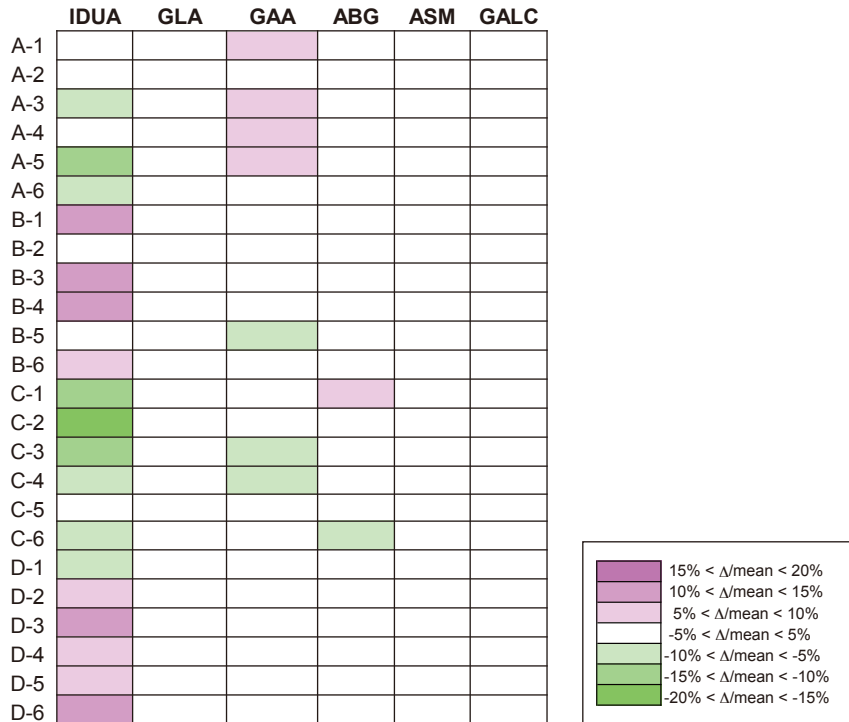 IDUA GLA GAA ABG ASM GALC
A-1
A-2
A-3
A-4
A-5
A-6
B-1
B-2
B-3
B-4
B-5
B-6
C-1
C-2
C-3
C-4
C-5
C-6
D-1
D-2
D-3
D-4
D-5
D-6
15% < Δ/mean < 20%
10% < Δ/mean < 15%
5% < Δ/mean < 10%
-5% < Δ/mean < 5%
-10% < Δ/mean < -5%
-15% < Δ/mean < -10%
-20% < Δ/mean < -15%